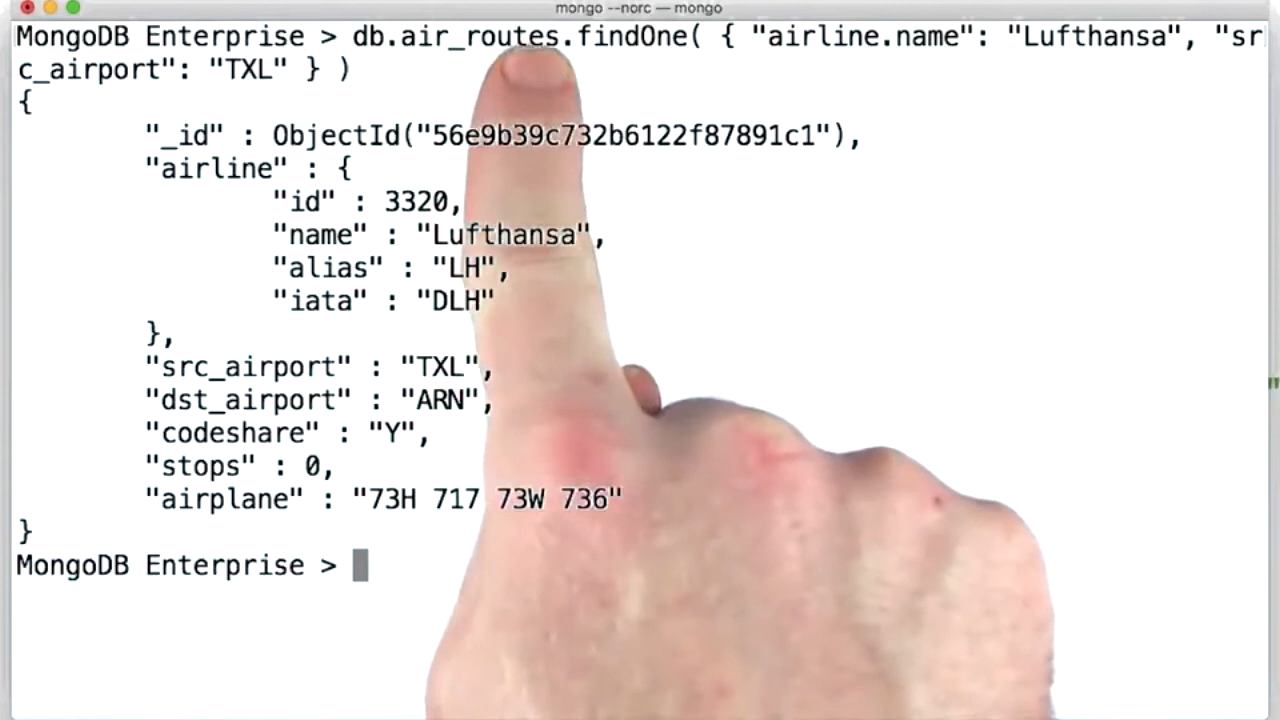 mongo --norc — mongo
MongoDB Enterprise > db.air_routes.findOne( { "airline.name": "Lufthansa", "sr
c_airport": "TXL" } )
{
"_id" : ObjectId("56e9b39c732b6122f87891c1"),
"airline" : {
"id" : 3320,
"name" : "Lufthansa",
"alias" : "LH",
"iata" : "DLH"
},
"src_airport" : "TXL",
"dst_airport" : "ARN",
"codeshare" : "Y",
"stops" : 0,
"airplane" : "73H 717 73W 736"
}
MongoDB Enterprise >